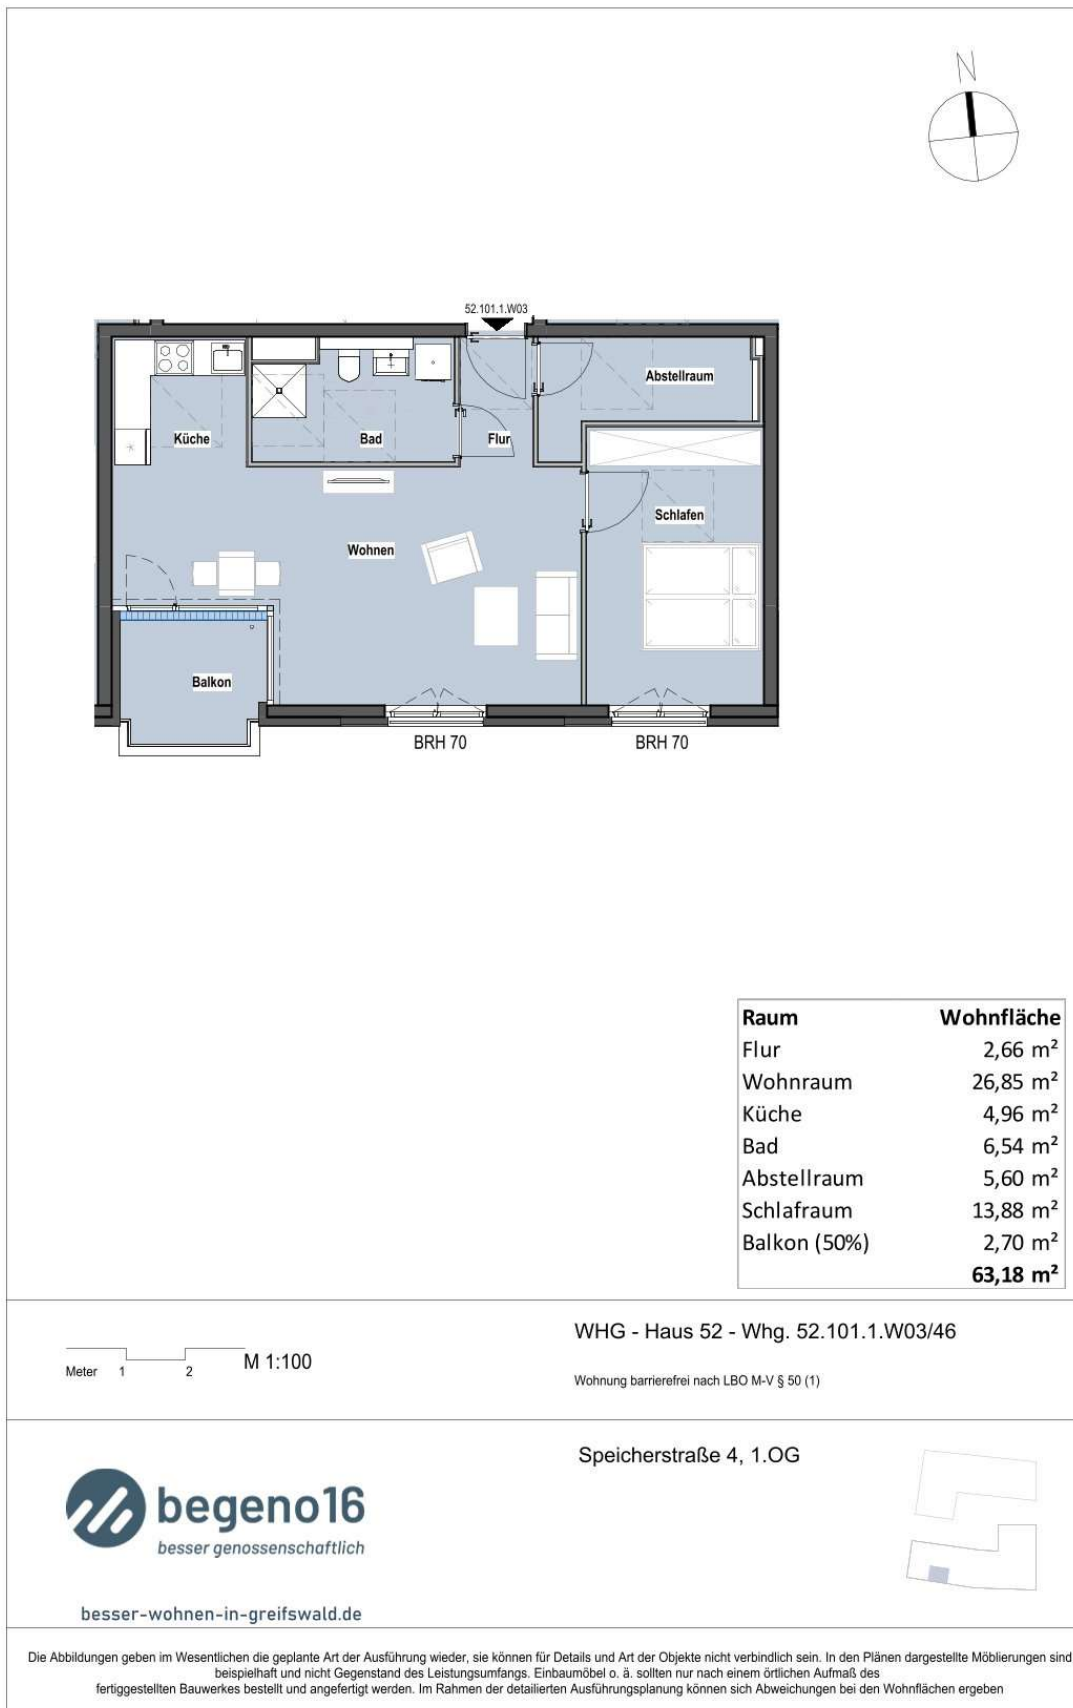 N
52.101.1.W03
Abstellraum
Küche
Bad
Flur
Schlafen
Wohnen
Balkon
BRH 70
BRH 70
Raum Wohnfläche
Flur 2,66 m²
Wohnraum 26,85 m²
Küche 4,96 m²
Bad 6,54 m²
Abstellraum 5,60 m²
Schlafraum 13,88 m²
Balkon (50%) 2,70 m²
63,18 m²
WHG - Haus 52 - Whg. 52.101.1.W03/46
Meter 1 2 M 1:100
Wohnung barrierefrei nach LBO M-V § 50 (1)
Speicherstraße 4, 1.OG
begeno16
besser genossenschaftlich
besser-wohnen-in-greifswald.de
Die Abbildungen geben im Wesentlichen die geplante Art der Ausführung wieder, sie können für Details und Art der Objekte nicht verbindlich sein. In den Plänen dargestellte Möblierungen sind
beispielhaft und nicht Gegenstand des Leistungsumfangs. Einbaumöbel o. ä. sollten nur nach einem örtlichen Aufmaß des
fertiggestellten Bauwerkes bestellt und angefertigt werden. Im Rahmen der detailierten Ausführungsplanung können sich Abweichungen bei den Wohnflächen ergeben